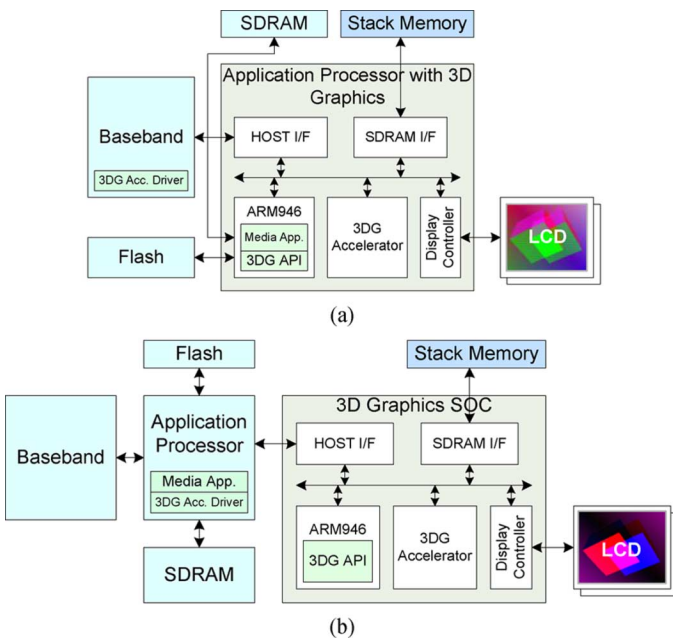 SDRAM
Stack Memory
Application Processor with 3D
Graphics
Baseband
3DG Acc. Driver
HOST I/F
SDRAM I/F
Flash
ARM946
Media App.
3DG API
3DG
Accelerator
Display
Controller
LCD
(a)
Flash
Stack Memory
Baseband
Application
Processor
Media App.
3DG Acc. Driver
SDRAM
3D Graphics SOC
HOST I/F
SDRAM I/F
ARM946
3DG API
3DG
Accelerator
Display
Controller
LCD
(b)